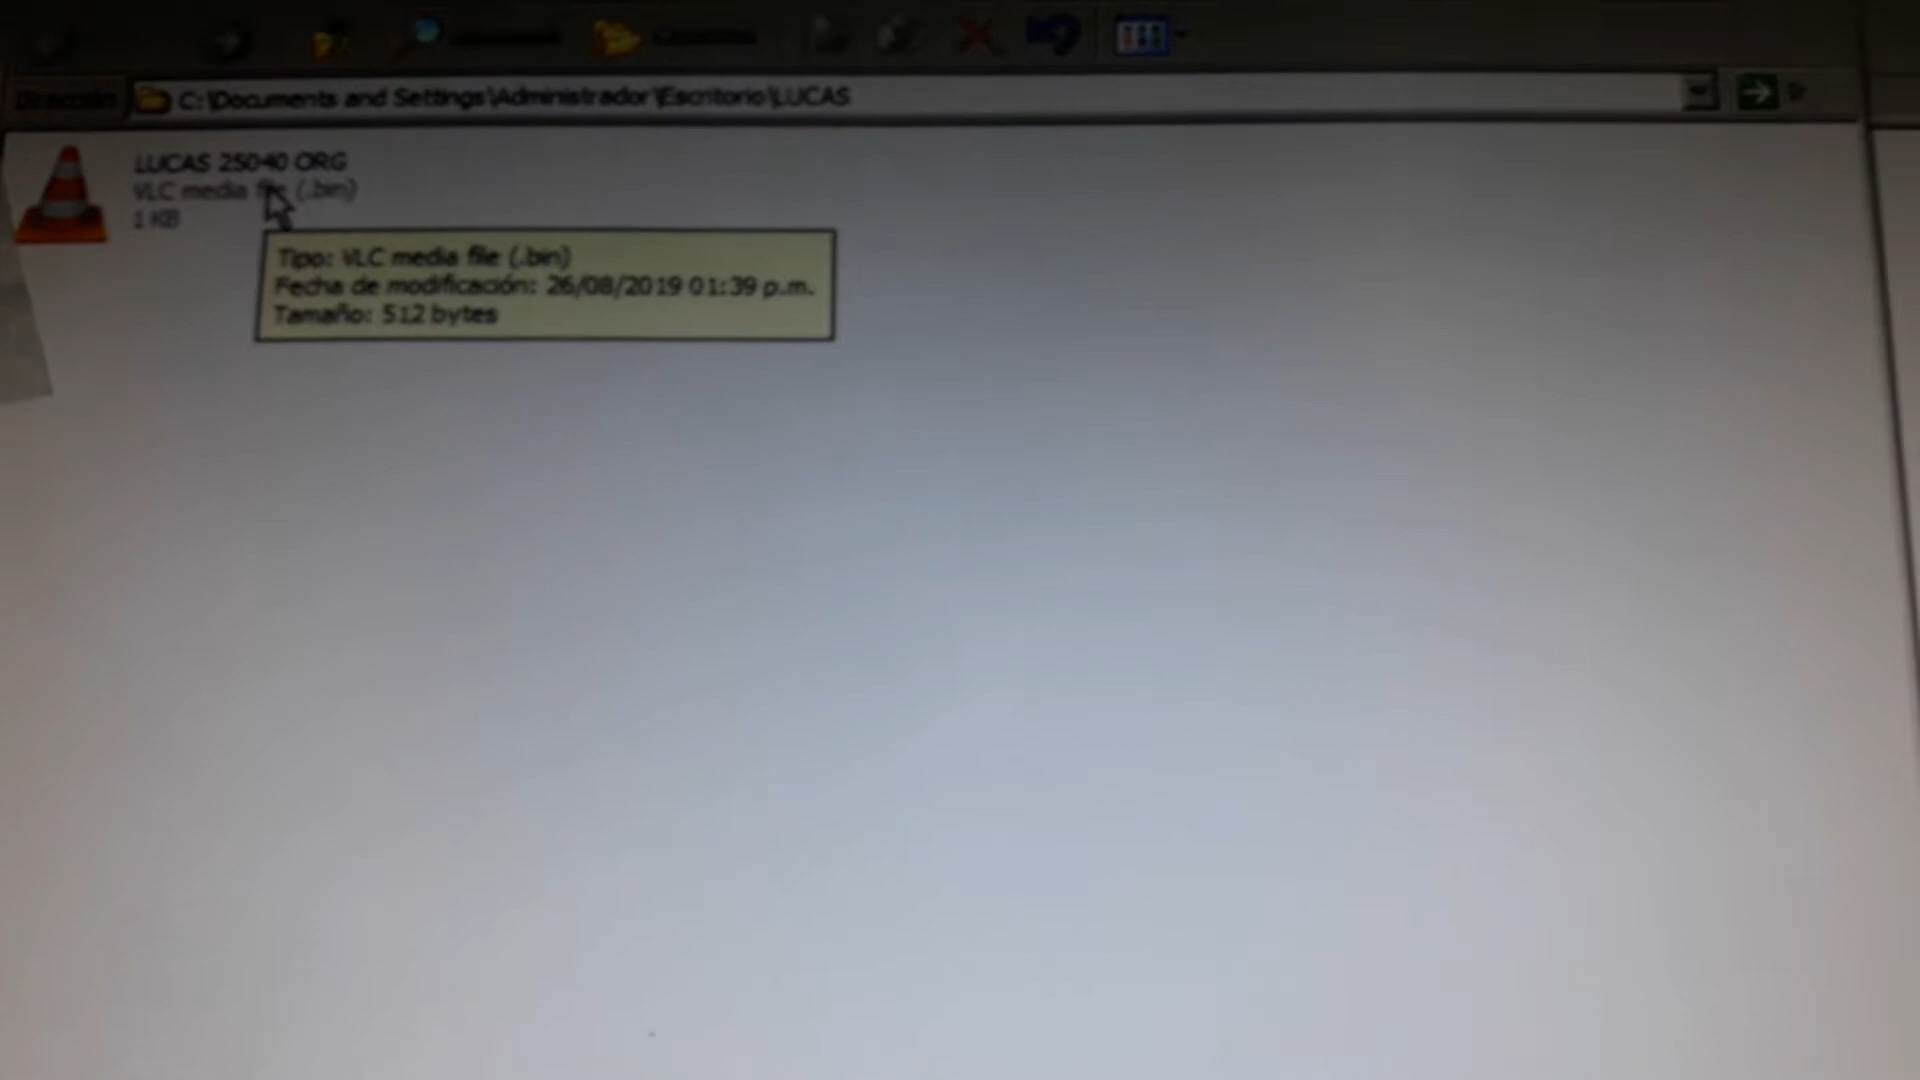 Dirección C:\Documents and Settings\Administrador\Escritorio\LUCAS
LUCAS 25040 ORG
VLC media file (.bin)
1 KB
Tipo: VLC media file (.bin)
Fecha de modificación: 26/08/2019 01:39 p.m.
Tamaño: 512 bytes